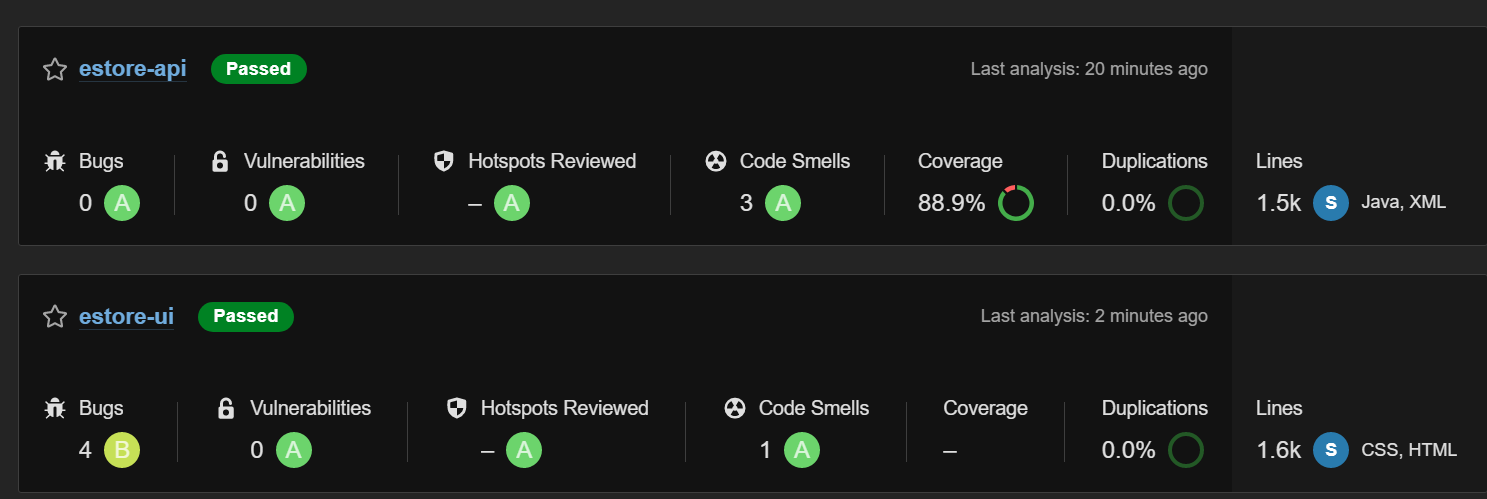 estore-api Passed Last analysis: 20 minutes ago
Bugs Vulnerabilities Hotspots Reviewed Code Smells Coverage Duplications Lines
0 A 0 A – A 3 A 88.9% 0.0% 1.5k S Java, XML
estore-ui Passed Last analysis: 2 minutes ago
Bugs Vulnerabilities Hotspots Reviewed Code Smells Coverage Duplications Lines
4 B 0 A – A 1 A – 0.0% 1.6k S CSS, HTML